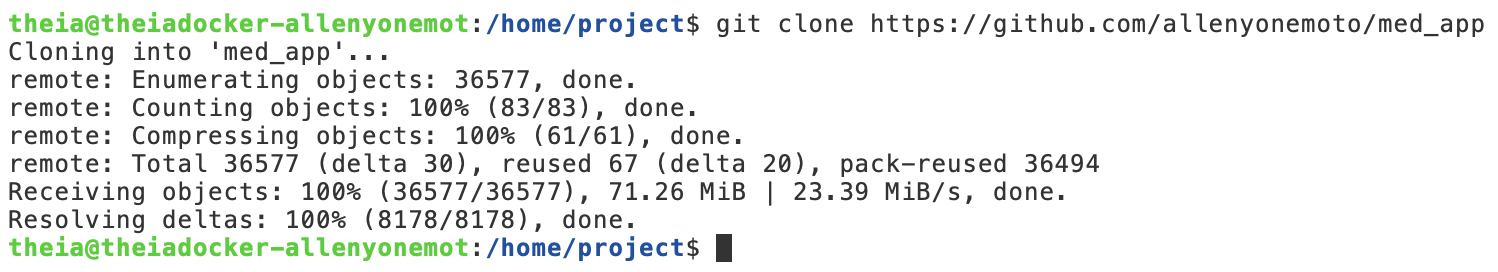 theia@theiadocker-allenyonemot:/home/project$ git clone https://github.com/allenyonemoto/med_app
Cloning into 'med_app'...
remote: Enumerating objects: 36577, done.
remote: Counting objects: 100% (83/83), done.
remote: Compressing objects: 100% (61/61), done.
remote: Total 36577 (delta 30), reused 67 (delta 20), pack-reused 36494
Receiving objects: 100% (36577/36577), 71.26 MiB | 23.39 MiB/s, done.
Resolving deltas: 100% (8178/8178), done.
theia@theiadocker-allenyonemot:/home/project$